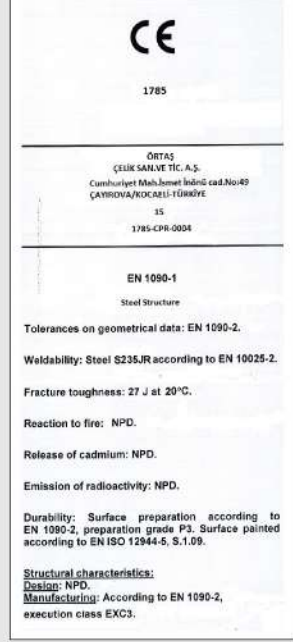 CE
1785
ÖRTAŞ
ÇELİK SAN.VE TİC. A.Ş.
Cumhuriyet Mah.İsmet İnönü cad.No:49
ÇAYIROVA/KOCAELİ-TÜRKİYE
15
1785-CPR-0004
EN 1090-1
Steel Structure
Tolerances on geometrical data: EN 1090-2.
Weldability: Steel S235JR according to EN 10025-2.
Fracture toughness: 27 J at 20°C.
Reaction to fire: NPD.
Release of cadmium: NPD.
Emission of radioactivity: NPD.
Durability: Surface preparation according to
EN 1090-2, preparation grade P3. Surface painted
according to EN ISO 12944-5, S.1.09.
Structural characteristics:
Design: NPD.
Manufacturing: According to EN 1090-2,
execution class EXC3.